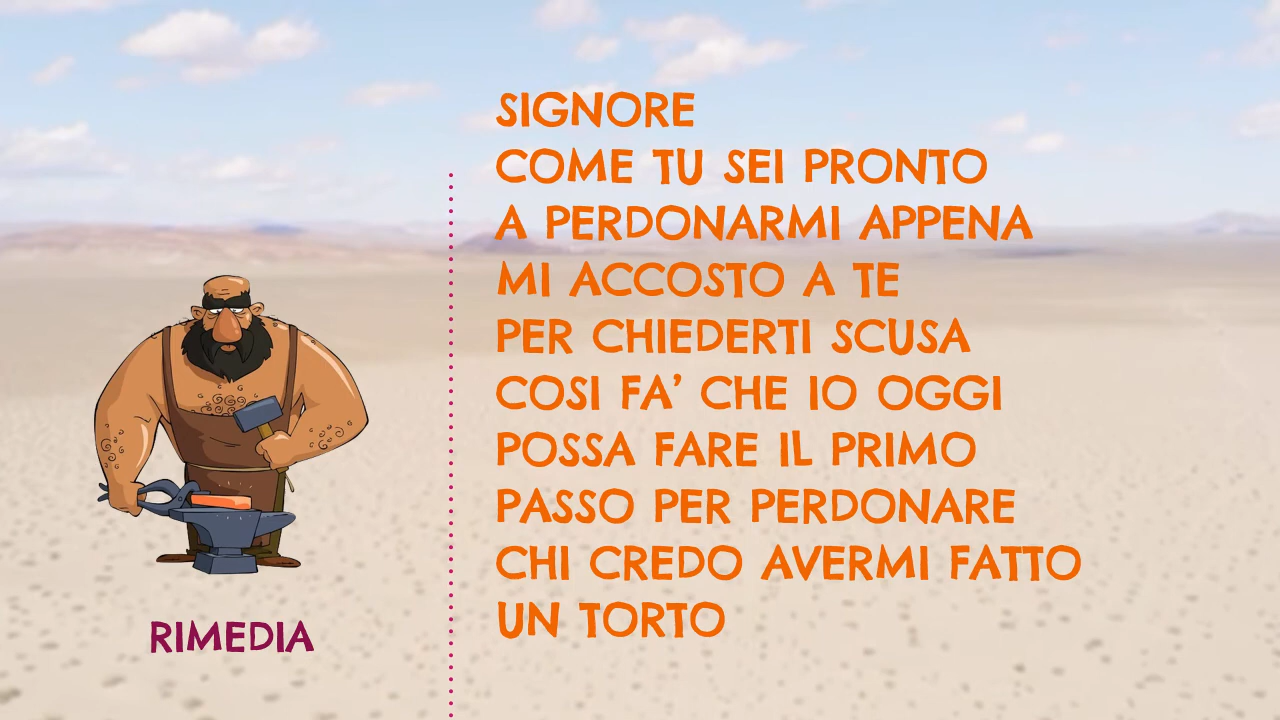 SIGNORE
COME TU SEI PRONTO
A PERDONARMI APPENA
MI ACCOSTO A TE
PER CHIEDERTI SCUSA
COSI FA’ CHE IO OGGI
POSSA FARE IL PRIMO
PASSO PER PERDONARE
CHI CREDO AVERMI FATTO
UN TORTO
RIMEDIA